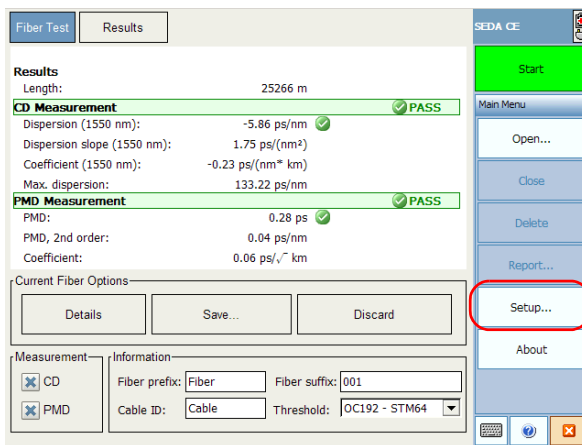 Fiber Test Results
SEDA CE
Start
Main Menu
Open...
Close
Delete
Report...
Setup...
About
Results
Length: 25266 m
CD Measurement PASS
Dispersion (1550 nm): -5.86 ps/nm
Dispersion slope (1550 nm): 1.75 ps/(nm²)
Coefficient (1550 nm): -0.23 ps/(nm* km)
Max. dispersion: 133.22 ps/nm
PMD Measurement PASS
PMD: 0.28 ps
PMD, 2nd order: 0.04 ps/nm
Coefficient: 0.06 ps/√ km
Current Fiber Options
Details Save... Discard
Measurement
CD
PMD
Information
Fiber prefix: Fiber Fiber suffix: 001
Cable ID: Cable Threshold: OC192 - STM64